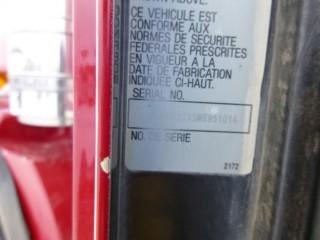 CE VEHICULE EST
CONFORME AUX
NORMES DE SECURITE
FEDERALES PRESCRITES
EN VIGUEUR A LA
DATE DE FABRICATION
INDIQUEE CI-HAUT.
SERIAL NO.
NO. DE SERIE
2172